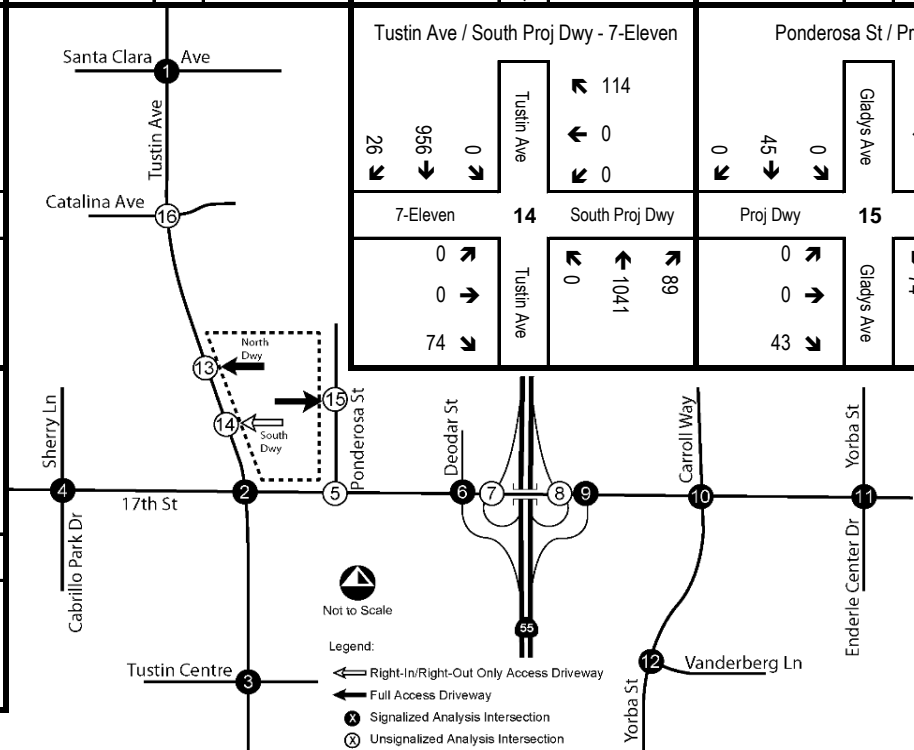 Tustin Ave / South Proj Dwy - 7-Eleven
Ponderosa St / Pr
Santa Clara Ave
1
Tustin Ave
Catalina Ave
16
26
956
0
Tustin Ave
114
0
0
7-Eleven
14
South Proj Dwy
0
0
74
Tustin Ave
0
1041
89
0
45
0
Gladys Ave
Proj Dwy
15
0
0
43
Gladys Ave
North
Dwy
13
15
14
South
Dwy
Ponderosa St
Sherry Ln
4
17th St
2
5
Deodar St
6
7
8
9
Carroll Way
10
Yorba St
11
Cabrillo Park Dr
Enderle Center Dr
Not to Scale
55
Tustin Centre
3
12
Vanderberg Ln
Yorba St
Legend:
Right-In/Right-Out Only Access Driveway
Full Access Driveway
X Signalized Analysis Intersection
X Unsignalized Analysis Intersection